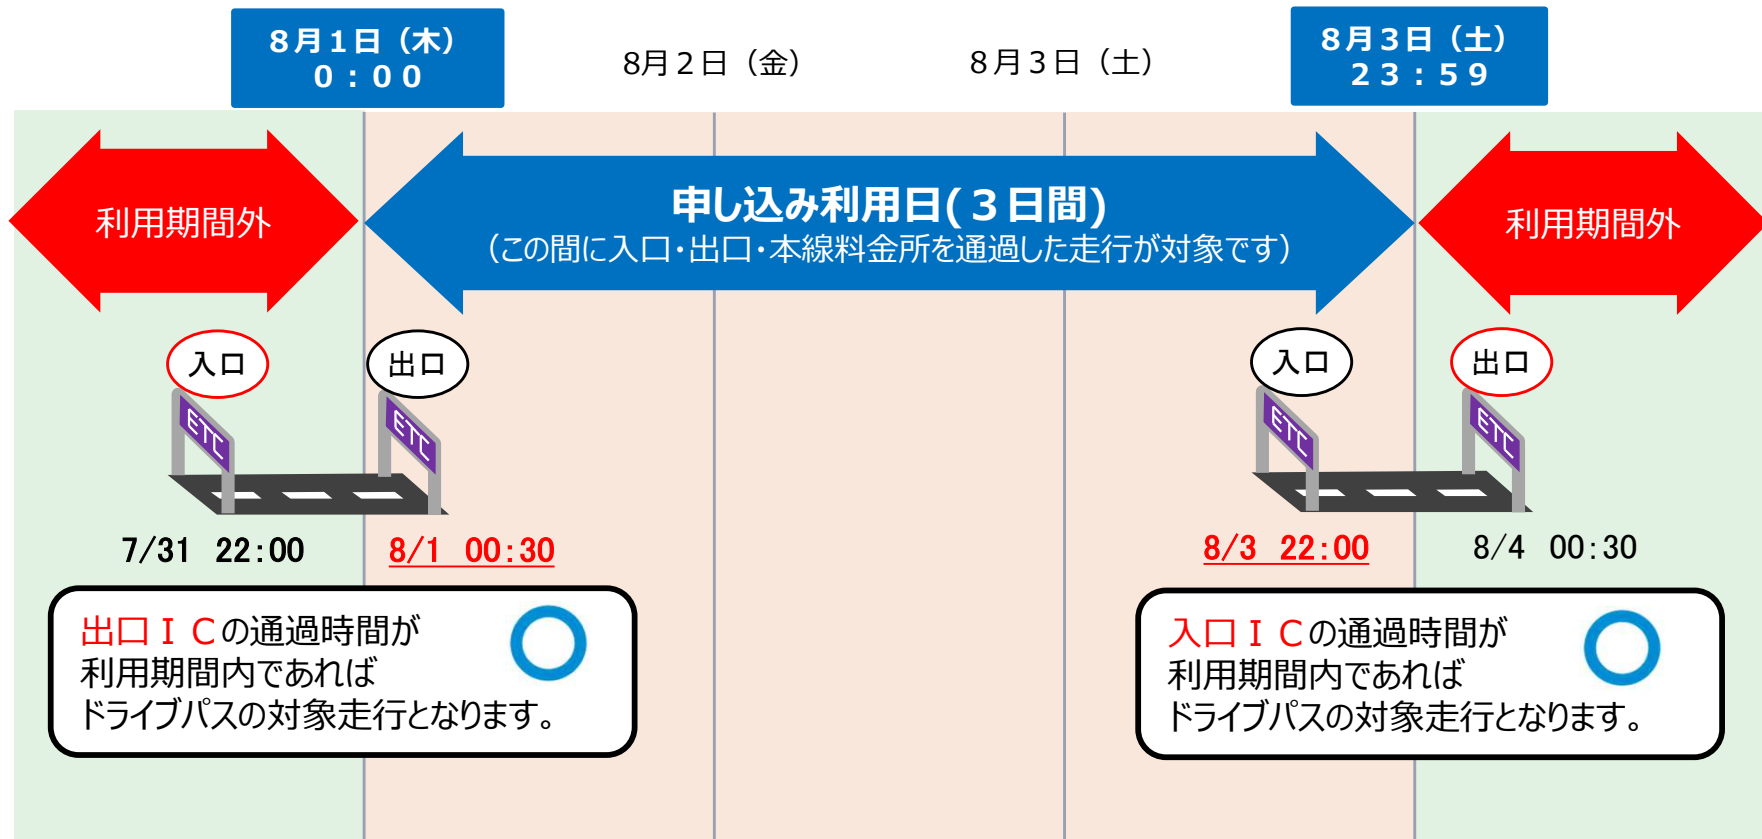 8月1日（木）
0：00
8月2日（金）
8月3日（土）
8月3日（土）
23：59
利用期間外
申し込み利用日(3日間)
（この間に入口・出口・本線料金所を通過した走行が対象です）
利用期間外
入口
出口
入口
出口
ETC
ETC
ETC
ETC
7/31 22:00
8/1 00:30
8/3 22:00
8/4 00:30
出口ＩＣの通過時間が
利用期間内であれば
ドライブパスの対象走行となります。
入口ＩＣの通過時間が
利用期間内であれば
ドライブパスの対象走行となります。